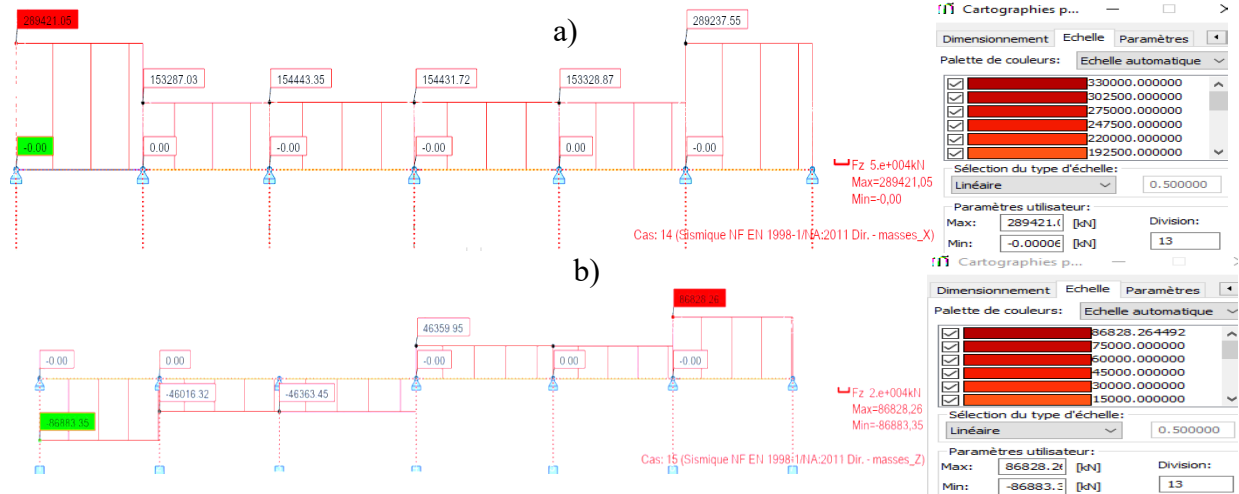 a)
289421.05
289237.55
153287.03
154443.35
154431.72
153328.87
-0.00
0.00
-0.00
-0.00
0.00
-0.00
Fz 5.e+004kN
Max=289421,05
Min=-0,00
Cas: 14 (Sismique NF EN 1998-1/NA:2011 Dir. - masses_X)
Cartographies p...
Dimensionnement Echelle Paramètres
Palette de couleurs: Echelle automatique
330000.000000
302500.000000
275000.000000
247500.000000
220000.000000
192500.000000
Sélection du type d'échelle:
Linéaire 0.500000
Paramètres utilisateur:
Max: 289421.( [kN] Division:
Min: -0.00006 [kN] 13
b)
86828.26
46359.95
-0.00
0.00
-0.00
0.00
-0.00
-46016.32
-46363.45
-86883.35
Fz 2.e+004kN
Max=86828,26
Min=-86883,35
Cas: 15 (Sismique NF EN 1998-1/NA:2011 Dir. - masses_Z)
Cartographies p...
Dimensionnement Echelle Paramètres
Palette de couleurs: Echelle automatique
86828.264492
75000.000000
60000.000000
45000.000000
30000.000000
15000.000000
Sélection du type d'échelle:
Linéaire 0.500000
Paramètres utilisateur:
Max: 86828.26 [kN] Division:
Min: -86883.3 [kN] 13